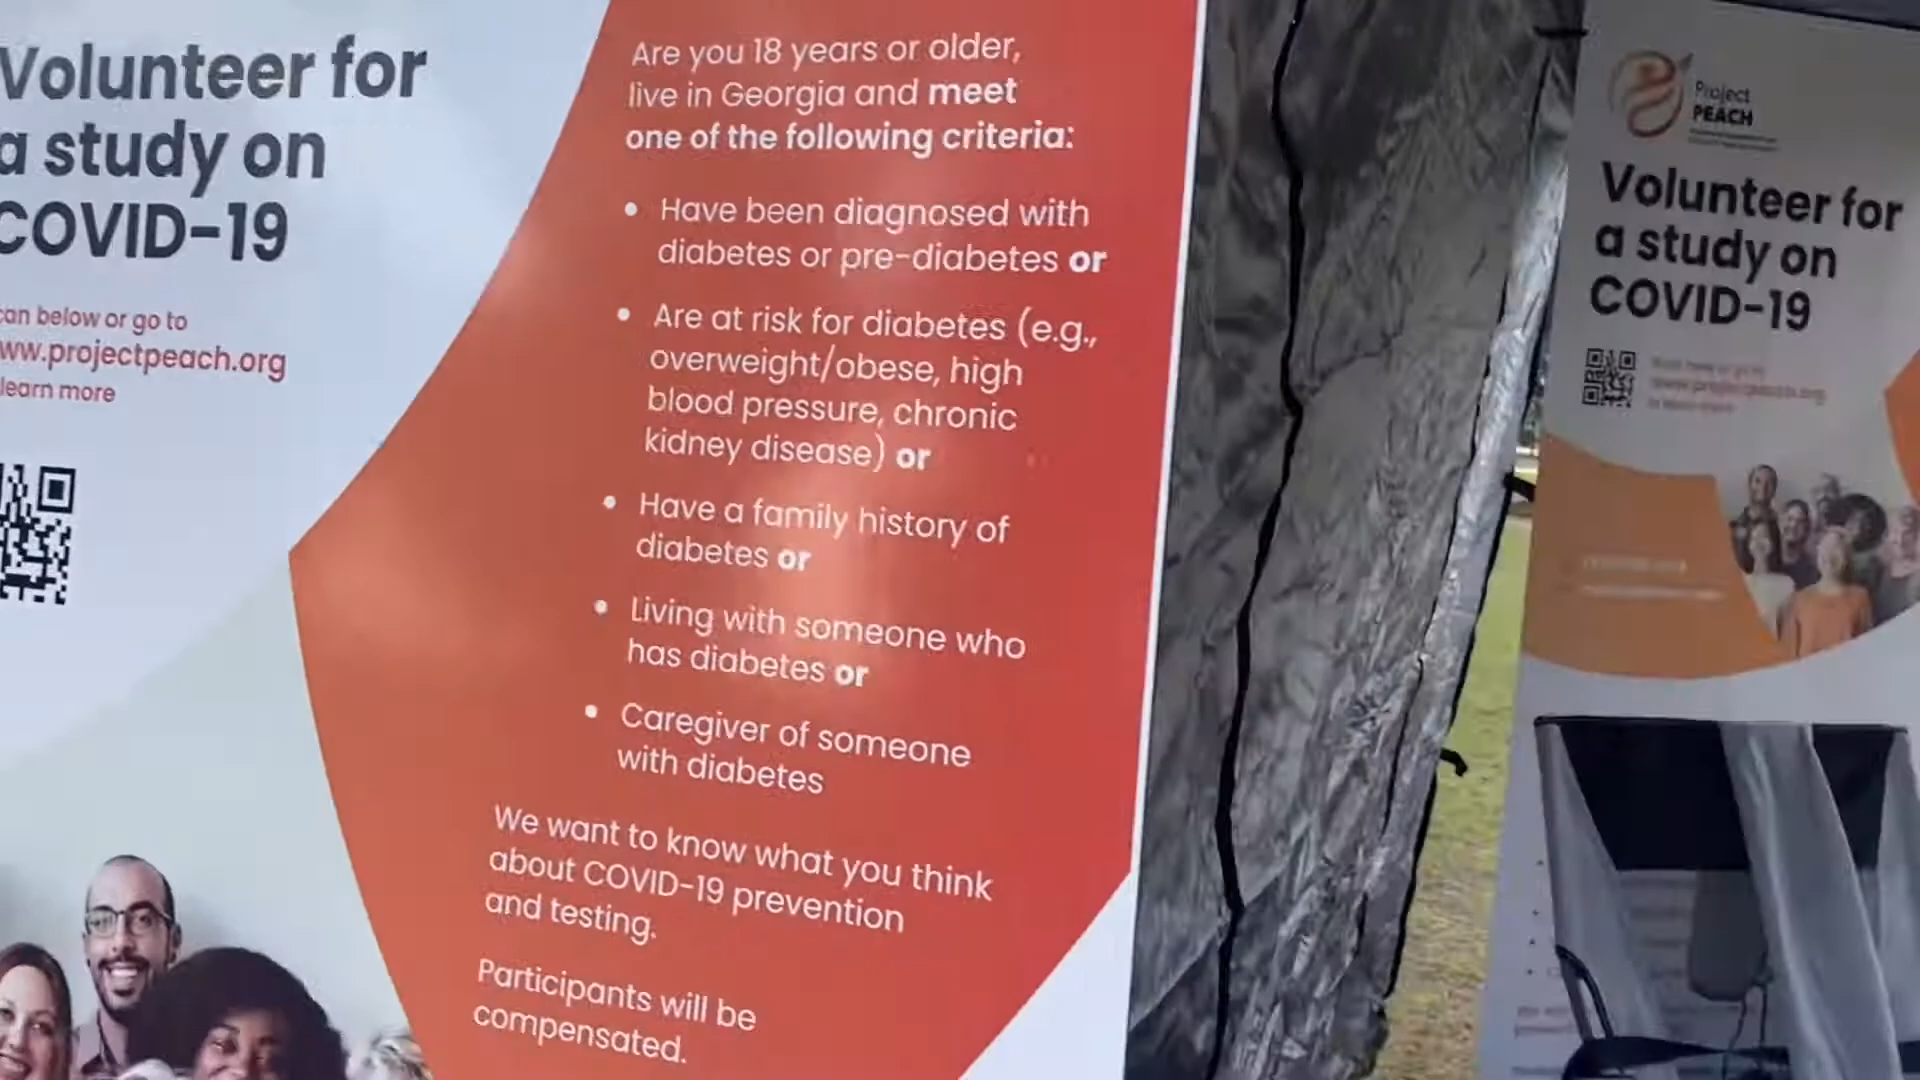 Volunteer for
a study on
COVID-19
can below or go to
ww.projectpeach.org
learn more
Are you 18 years or older,
live in Georgia and meet
one of the following criteria:
• Have been diagnosed with
diabetes or pre-diabetes or
• Are at risk for diabetes (e.g.,
overweight/obese, high
blood pressure, chronic
kidney disease) or
• Have a family history of
diabetes or
• Living with someone who
has diabetes or
• Caregiver of someone
with diabetes
We want to know what you think
about COVID-19 prevention
and testing.
Participants will be
compensated.
Project
PEACH
Volunteer for
a study on
COVID-19
www.projectpeach.org